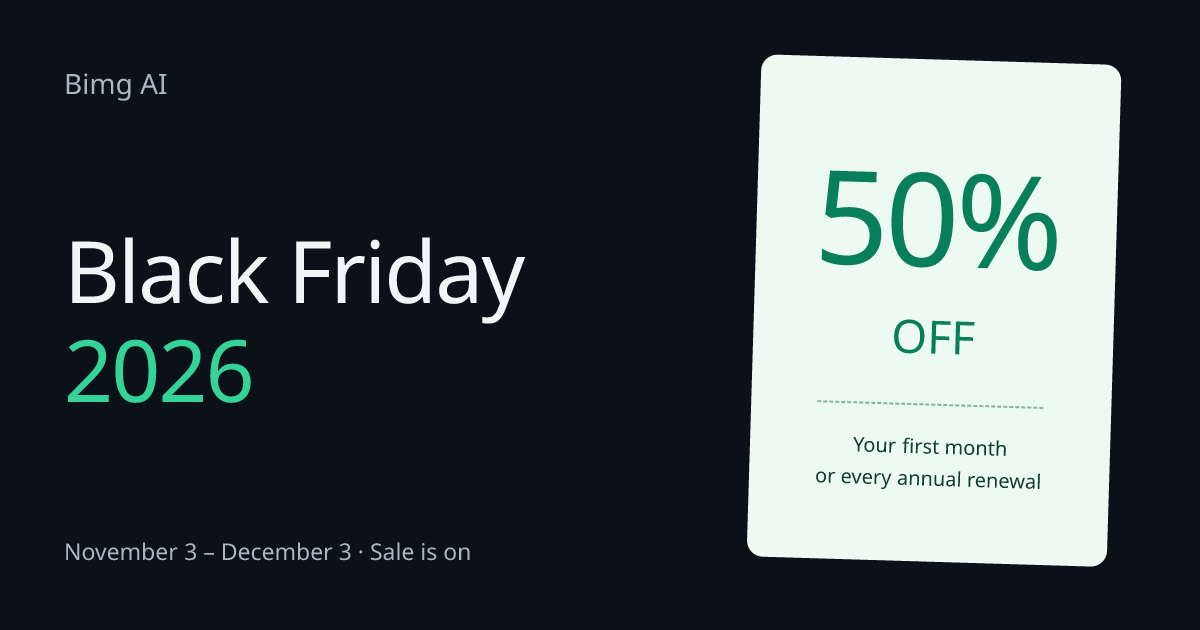 Bimg AI
Black Friday
2026
November 3 – December 3 · Sale is on
50%
OFF
Your first month
or every annual renewal